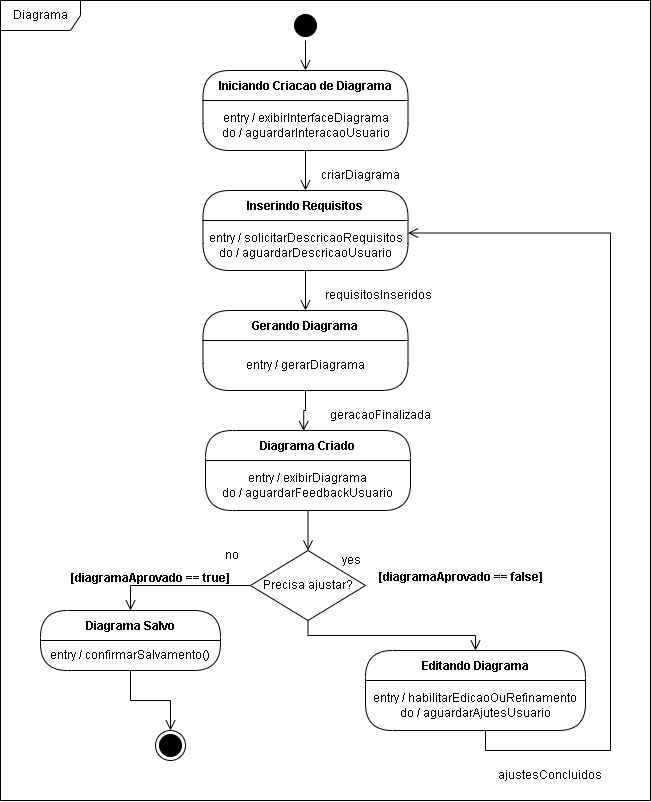 Diagrama
Iniciando Criacao de Diagrama
entry / exibirInterfaceDiagrama
do / aguardarInteracaoUsuario
criarDiagrama
Inserindo Requisitos
entry / solicitarDescricaoRequisitos
do / aguardarDescricaoUsuario
requisitosInseridos
Gerando Diagrama
entry / gerarDiagrama
geracaoFinalizada
Diagrama Criado
entry / exibirDiagrama
do / aguardarFeedbackUsuario
no
yes
[diagramaAprovado == true]
Precisa ajustar?
[diagramaAprovado == false]
Diagrama Salvo
entry / confirmarSalvamento()
Editando Diagrama
entry / habilitarEdicaoOuRefinamento
do / aguardarAjutesUsuario
ajustesConcluidos